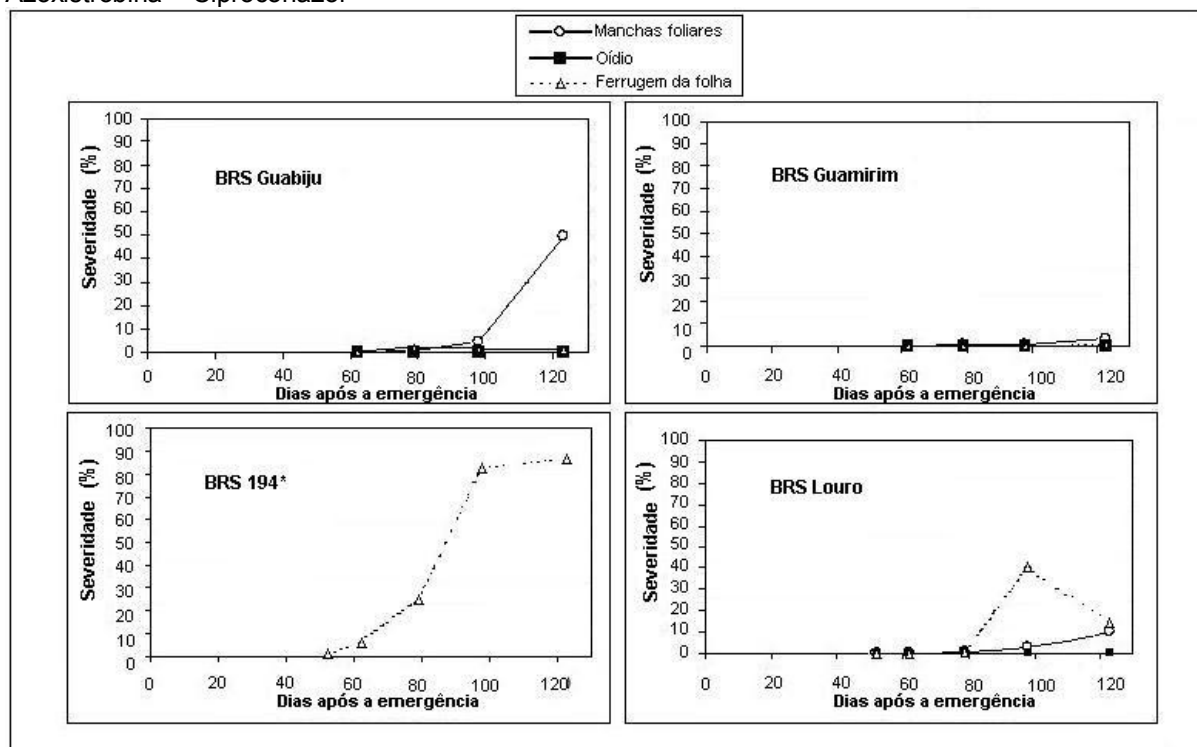 Manchas foliares
Oídio
Ferrugem da folha
100
90
80
70
60
50
40
30
20
10
0
Severidade (%)
BRS Guabiju
0 20 40 60 80 100 120
Dias após a emergência
100
90
80
70
60
50
40
30
20
10
0
Severidade (%)
BRS Guamirim
0 20 40 60 80 100 120
Dias após a emergência
100
90
80
70
60
50
40
30
20
10
0
Severidade (%)
BRS 194*
0 20 40 60 80 100 120
Dias após a emergência
100
90
80
70
60
50
40
30
20
10
0
Severidade (%)
BRS Louro
0 20 40 60 80 100 120
Dias após a emergência